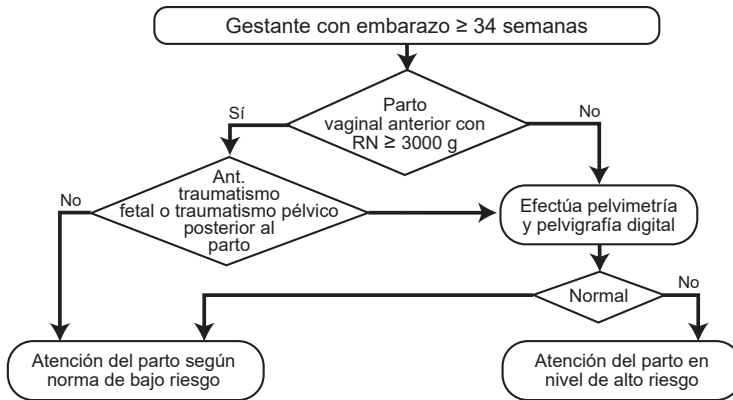 Gestante con embarazo ≥ 34 semanas
Parto
vaginal anterior con
RN ≥ 3000 g
Sí
No
Ant.
traumatismo
fetal o traumatismo pélvico
posterior al
parto
No
Efectúa pelvimetría
y pelvigrafía digital
Normal
No
Atención del parto según
norma de bajo riesgo
Atención del parto en
nivel de alto riesgo